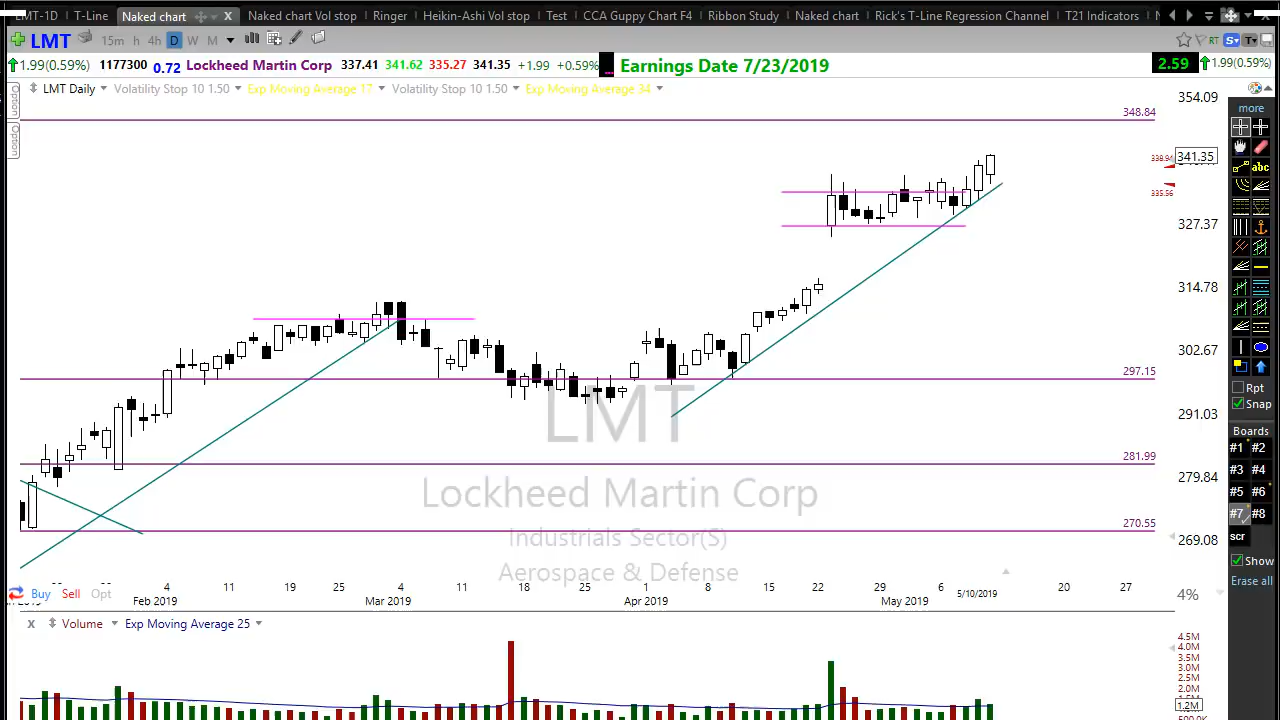 LMT-1D T-Line Naked chart X Naked chart Vol stop Ringer Heikin-Ashi Vol stop Test CCA Guppy Chart F4 Ribbon Study Naked chart Rick's T-Line Regression Channel T21 Indicators
LMT 15m h 4h D W M RT S T
1.99(0.59%) 1177300 0.72 Lockheed Martin Corp 337.41 341.62 335.27 341.35 +1.99 +0.59% Earnings Date 7/23/2019 2.59 1.99(0.59%)
LMT Daily Volatility Stop 10 1.50 Exp Moving Average 17 Volatility Stop 10 1.50 Exp Moving Average 34
Option
Option
354.09
348.84
341.35
338.94
335.56
327.37
314.78
302.67
297.15
291.03
281.99
279.84
270.55
269.08
LMT
Lockheed Martin Corp
Industrials Sector(S)
Aerospace & Defense
4 11 19 25 4 11 18 25 1 8 15 22 29 6 20 27
Feb 2019 Mar 2019 Apr 2019 May 2019 5/10/2019
Buy Sell Opt
4%
X Volume Exp Moving Average 25
4.5M
4.0M
3.5M
3.0M
2.5M
2.0M
1.2M
more
abc
Rpt
Snap
Boards
#1 #2
#3 #4
#5 #6
#7 #8
scr
Show
Erase all